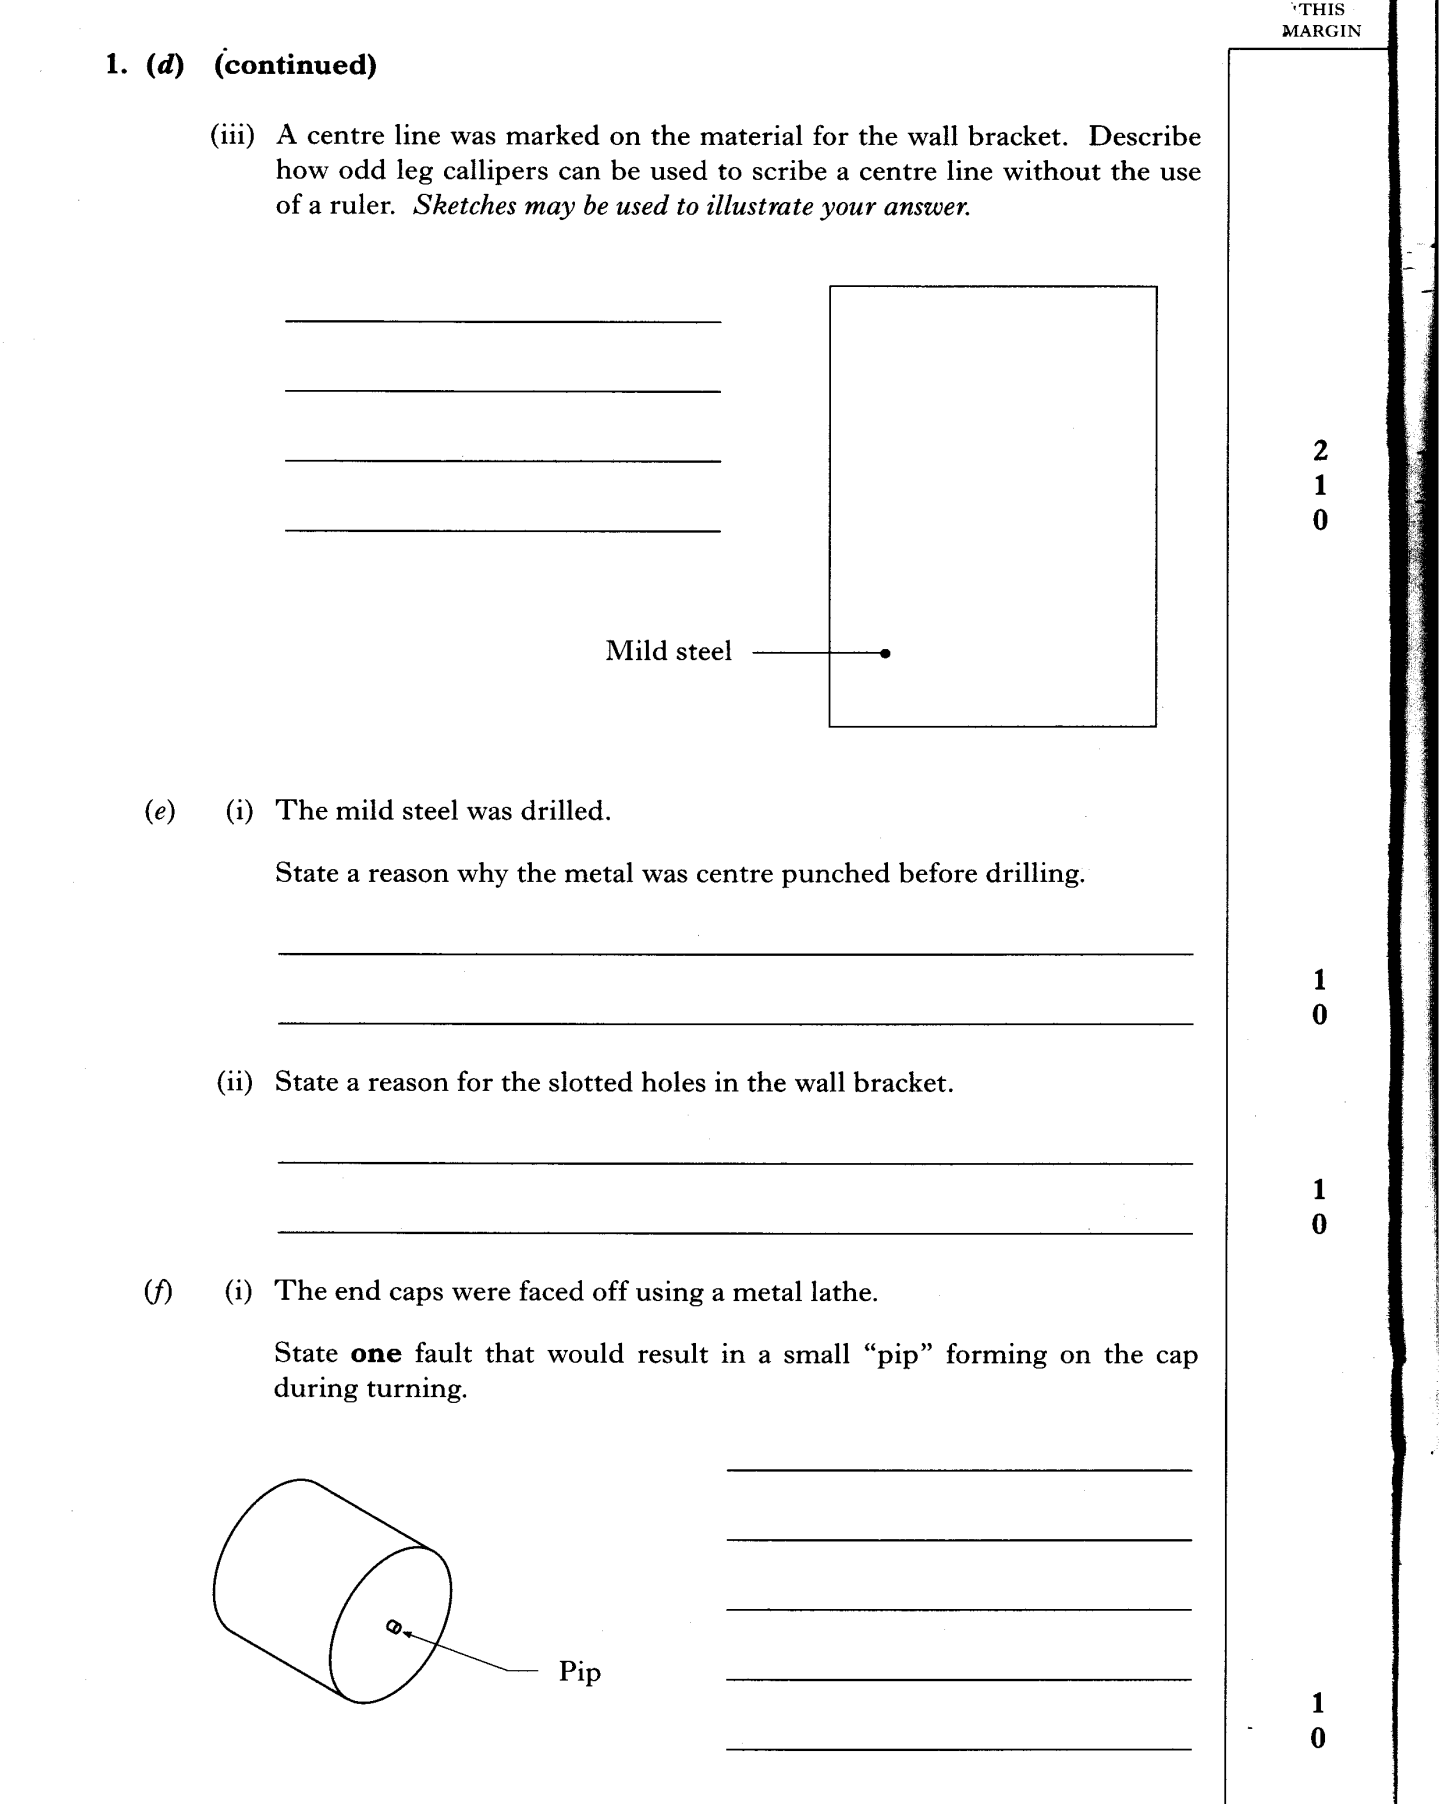 THIS
MARGIN
1. (d) (continued)
(iii) A centre line was marked on the material for the wall bracket. Describe
how odd leg callipers can be used to scribe a centre line without the use
of a ruler. Sketches may be used to illustrate your answer.
2
1
0
Mild steel
(e) (i) The mild steel was drilled.
State a reason why the metal was centre punched before drilling.
1
0
(ii) State a reason for the slotted holes in the wall bracket.
1
0
(f) (i) The end caps were faced off using a metal lathe.
State one fault that would result in a small “pip” forming on the cap
during turning.
Pip
1
0